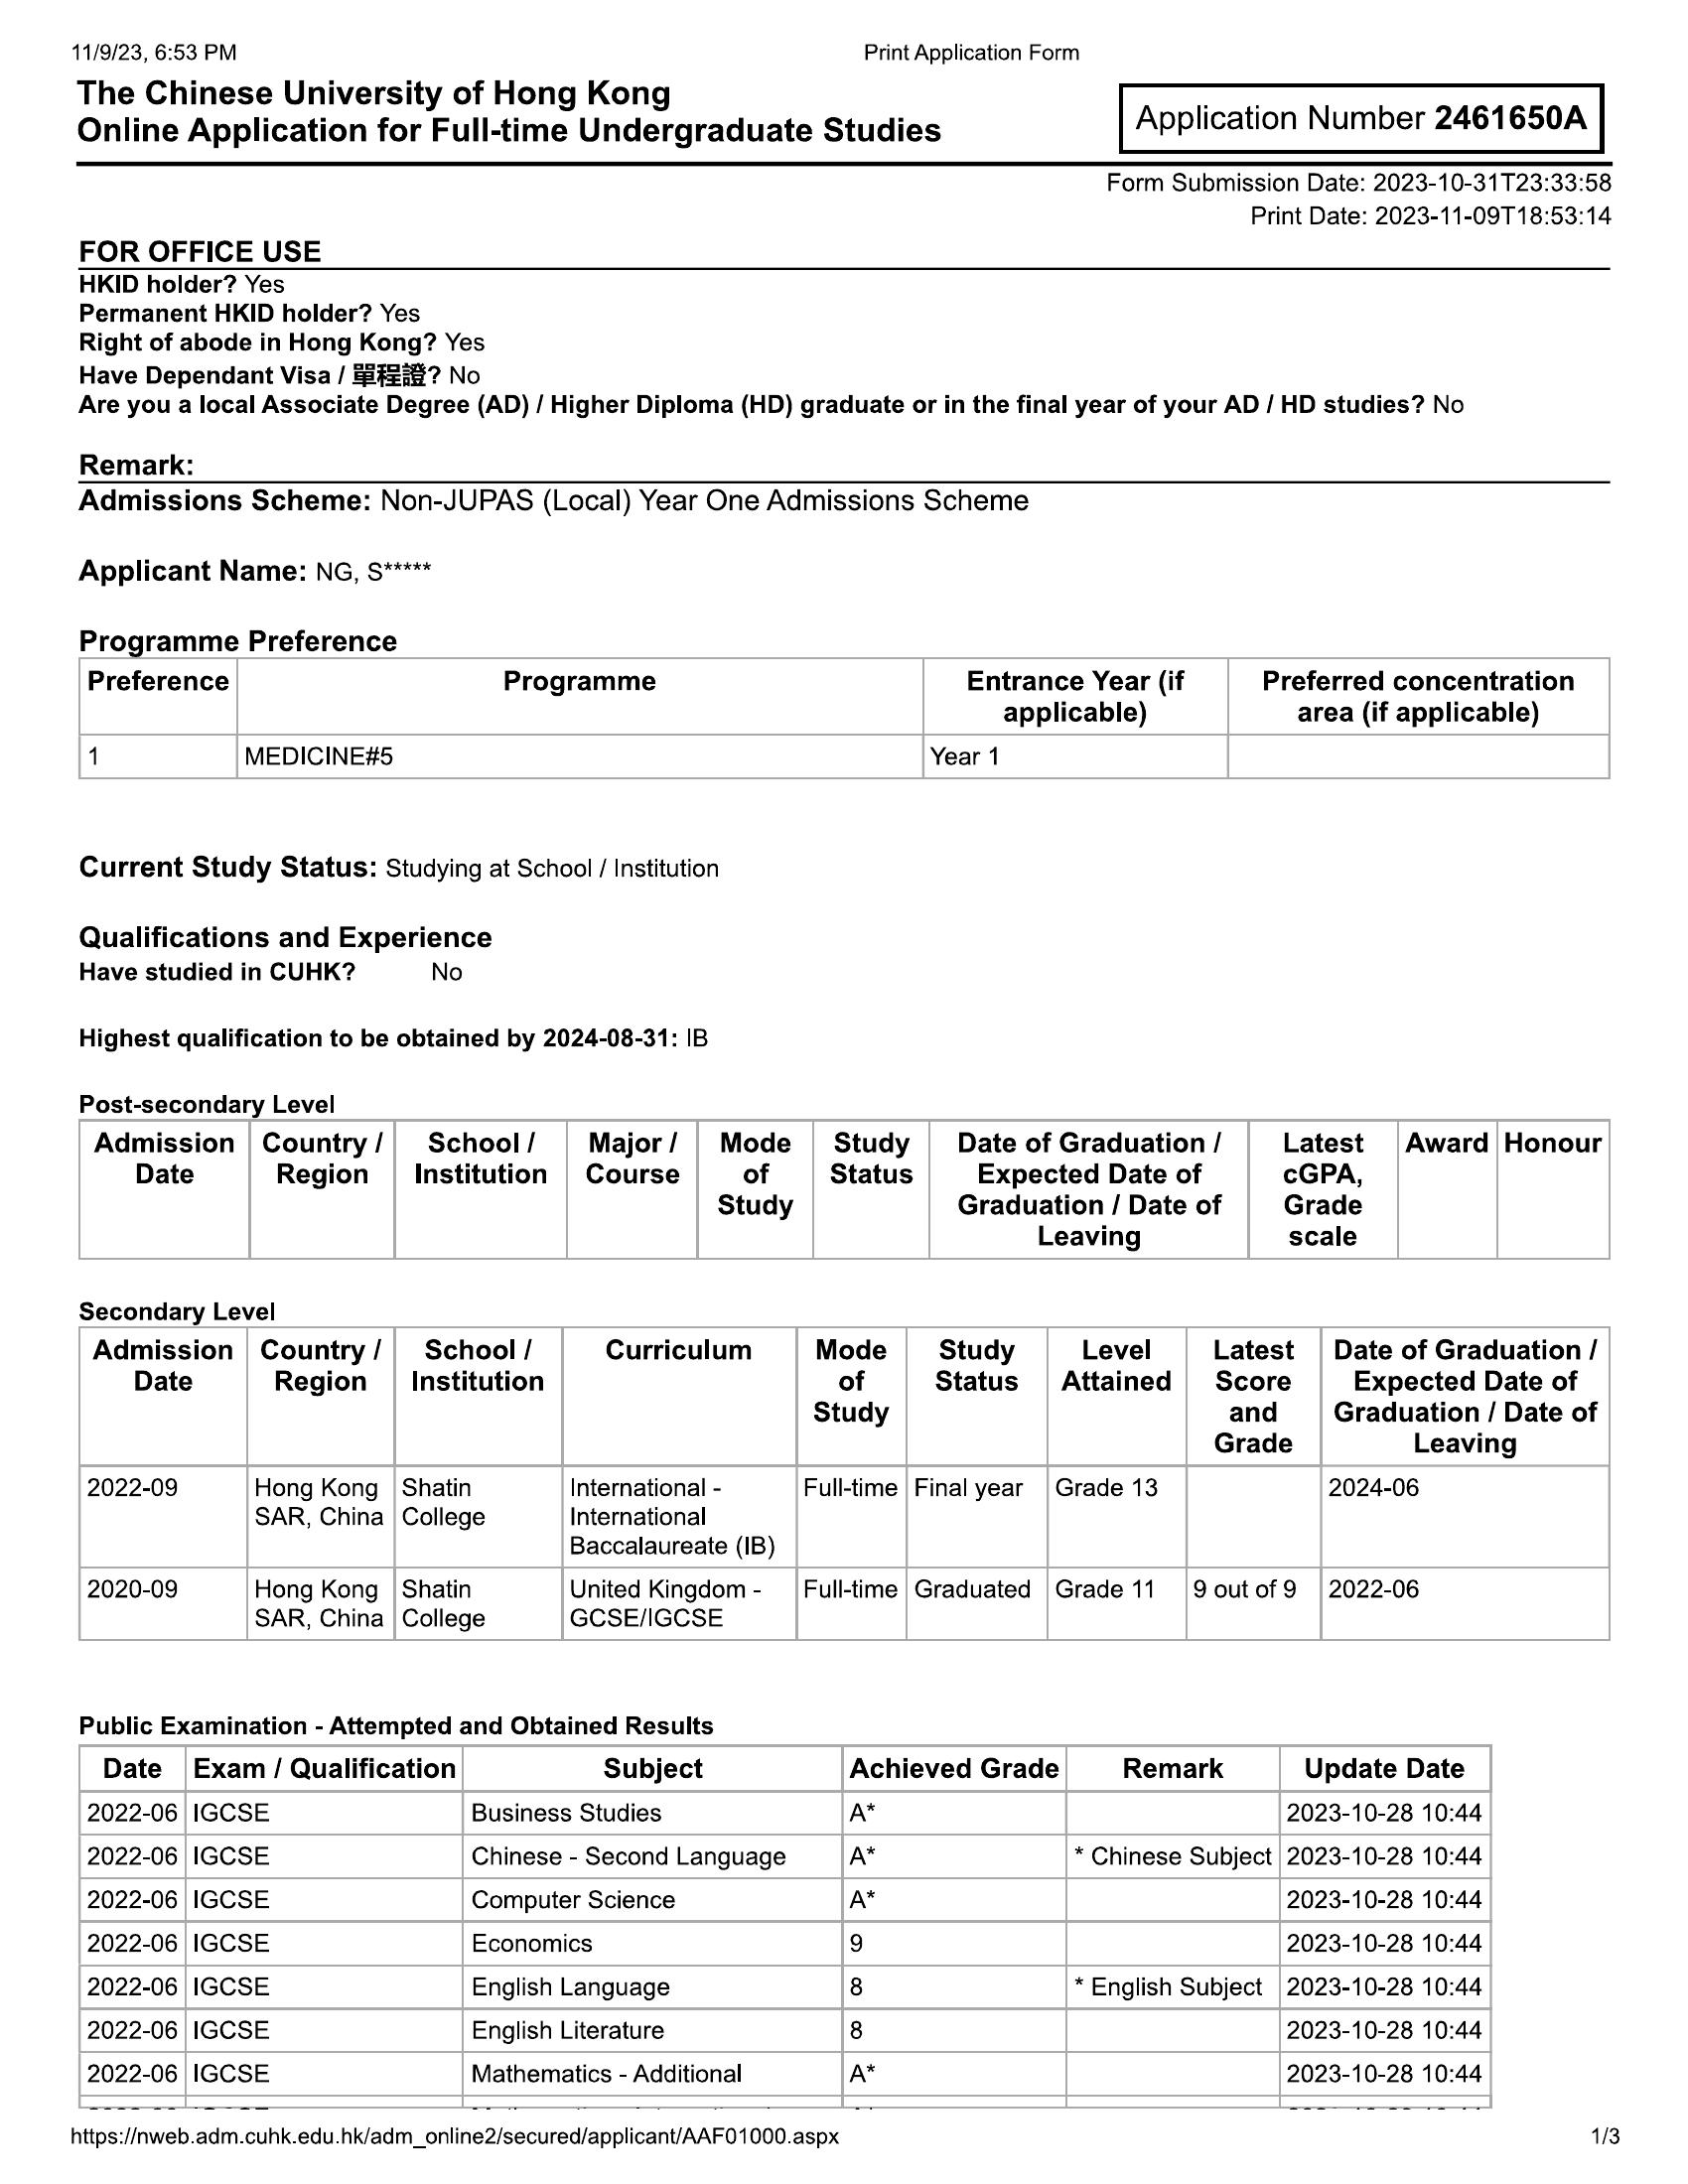 11/9/23, 6:53 PM Print Application Form
The Chinese University of Hong Kong
Online Application for Full-time Undergraduate Studies
Application Number 2461650A
Form Submission Date: 2023-10-31T23:33:58
Print Date: 2023-11-09T18:53:14
FOR OFFICE USE
HKID holder? Yes
Permanent HKID holder? Yes
Right of abode in Hong Kong? Yes
Have Dependant Visa / 單程證? No
Are you a local Associate Degree (AD) / Higher Diploma (HD) graduate or in the final year of your AD / HD studies? No
Remark:
Admissions Scheme: Non-JUPAS (Local) Year One Admissions Scheme
Applicant Name: NG, S*****
Programme Preference
Preference Programme Entrance Year (if applicable) Preferred concentration area (if applicable)
1 MEDICINE#5 Year 1
Current Study Status: Studying at School / Institution
Qualifications and Experience
Have studied in CUHK? No
Highest qualification to be obtained by 2024-08-31: IB
Post-secondary Level
Admission Date Country / Region School / Institution Major / Course Mode of Study Study Status Date of Graduation / Expected Date of Graduation / Date of Leaving Latest cGPA, Grade scale Award Honour
Secondary Level
Admission Date Country / Region School / Institution Curriculum Mode of Study Study Status Level Attained Latest Score and Grade Date of Graduation / Expected Date of Graduation / Date of Leaving
2022-09 Hong Kong SAR, China Shatin College International - International Baccalaureate (IB) Full-time Final year Grade 13 2024-06
2020-09 Hong Kong SAR, China Shatin College United Kingdom - GCSE/IGCSE Full-time Graduated Grade 11 9 out of 9 2022-06
Public Examination - Attempted and Obtained Results
Date Exam / Qualification Subject Achieved Grade Remark Update Date
2022-06 IGCSE Business Studies A* 2023-10-28 10:44
2022-06 IGCSE Chinese - Second Language A* * Chinese Subject 2023-10-28 10:44
2022-06 IGCSE Computer Science A* 2023-10-28 10:44
2022-06 IGCSE Economics 9 2023-10-28 10:44
2022-06 IGCSE English Language 8 * English Subject 2023-10-28 10:44
2022-06 IGCSE English Literature 8 2023-10-28 10:44
2022-06 IGCSE Mathematics - Additional A* 2023-10-28 10:44
https://nweb.adm.cuhk.edu.hk/adm_online2/secured/applicant/AAF01000.aspx 1/3